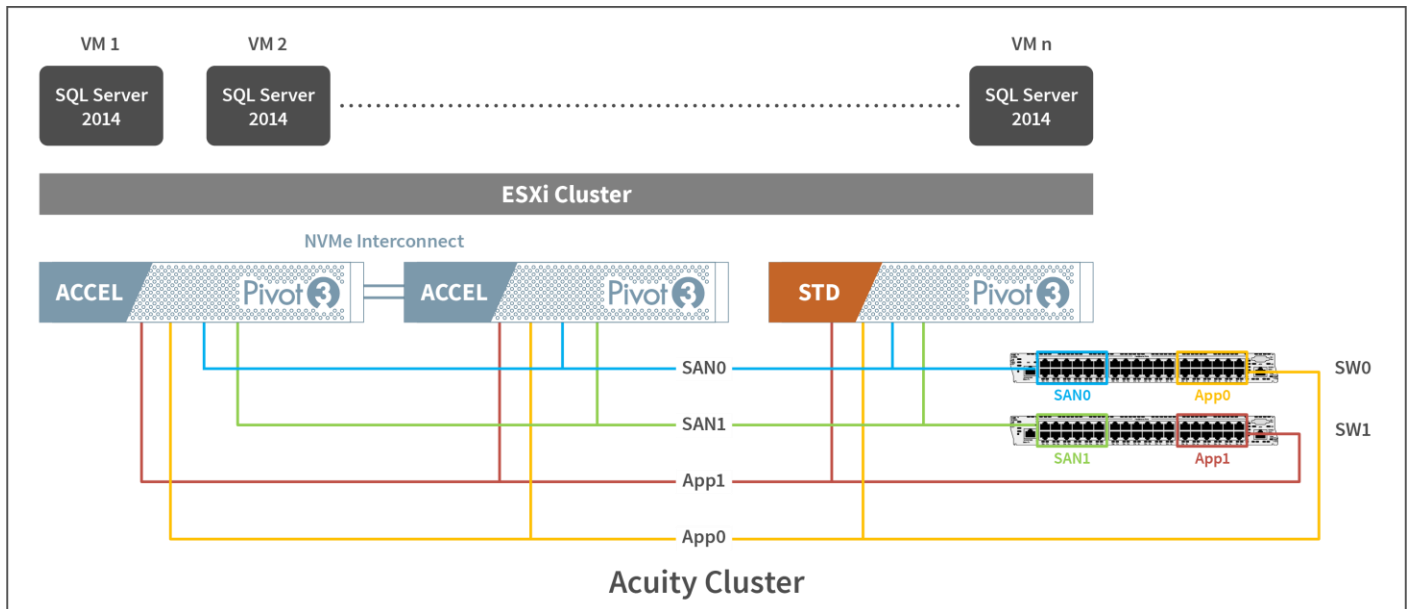 VM 1
VM 2
VM n
SQL Server
2014
SQL Server
2014
SQL Server
2014
ESXi Cluster
NVMe Interconnect
ACCEL
Pivot3
ACCEL
Pivot3
STD
Pivot3
SAN0
SW0
SAN0
App0
SAN1
SW1
SAN1
App1
App1
App0
Acuity Cluster